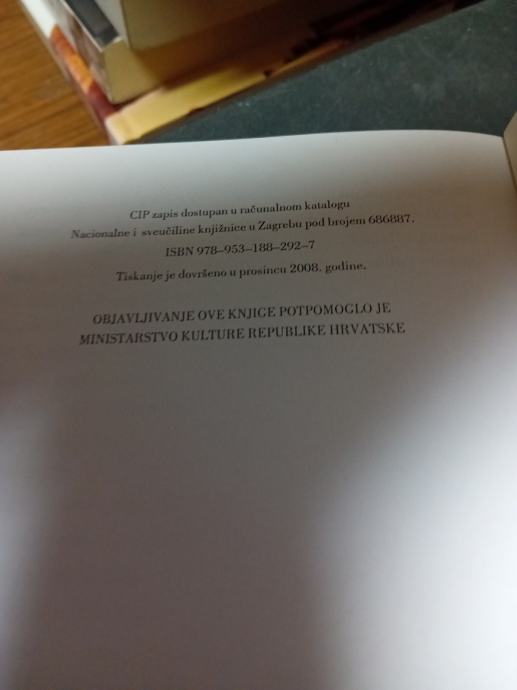 CIP zapis dostupan u računalnom katalogu
Nacionalne i sveučiline knjižnice u Zagrebu pod brojem 686887.
ISBN 978–953–188–292–7
Tiskanje je dovršeno u prosincu 2008. godine.
OBJAVLJIVANJE OVE KNJIGE POTPOMOGLO JE
MINISTARSTVO KULTURE REPUBLIKE HRVATSKE